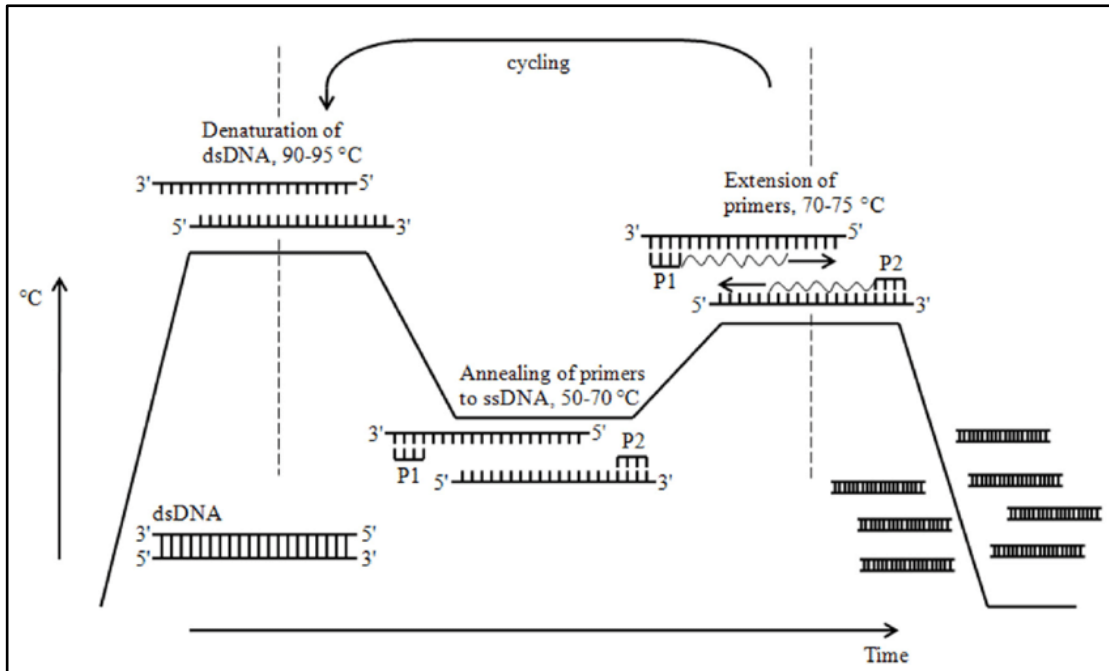 cycling
Denaturation of
dsDNA, 90-95 °C
3' 5'
5' 3'
Extension of
primers, 70-75 °C
3' 5'
P1 P2
5' 3'
°C
Annealing of primers
to ssDNA, 50-70 °C
3' 5'
P1 P2
5' 3'
dsDNA
3' 5'
5' 3'
Time